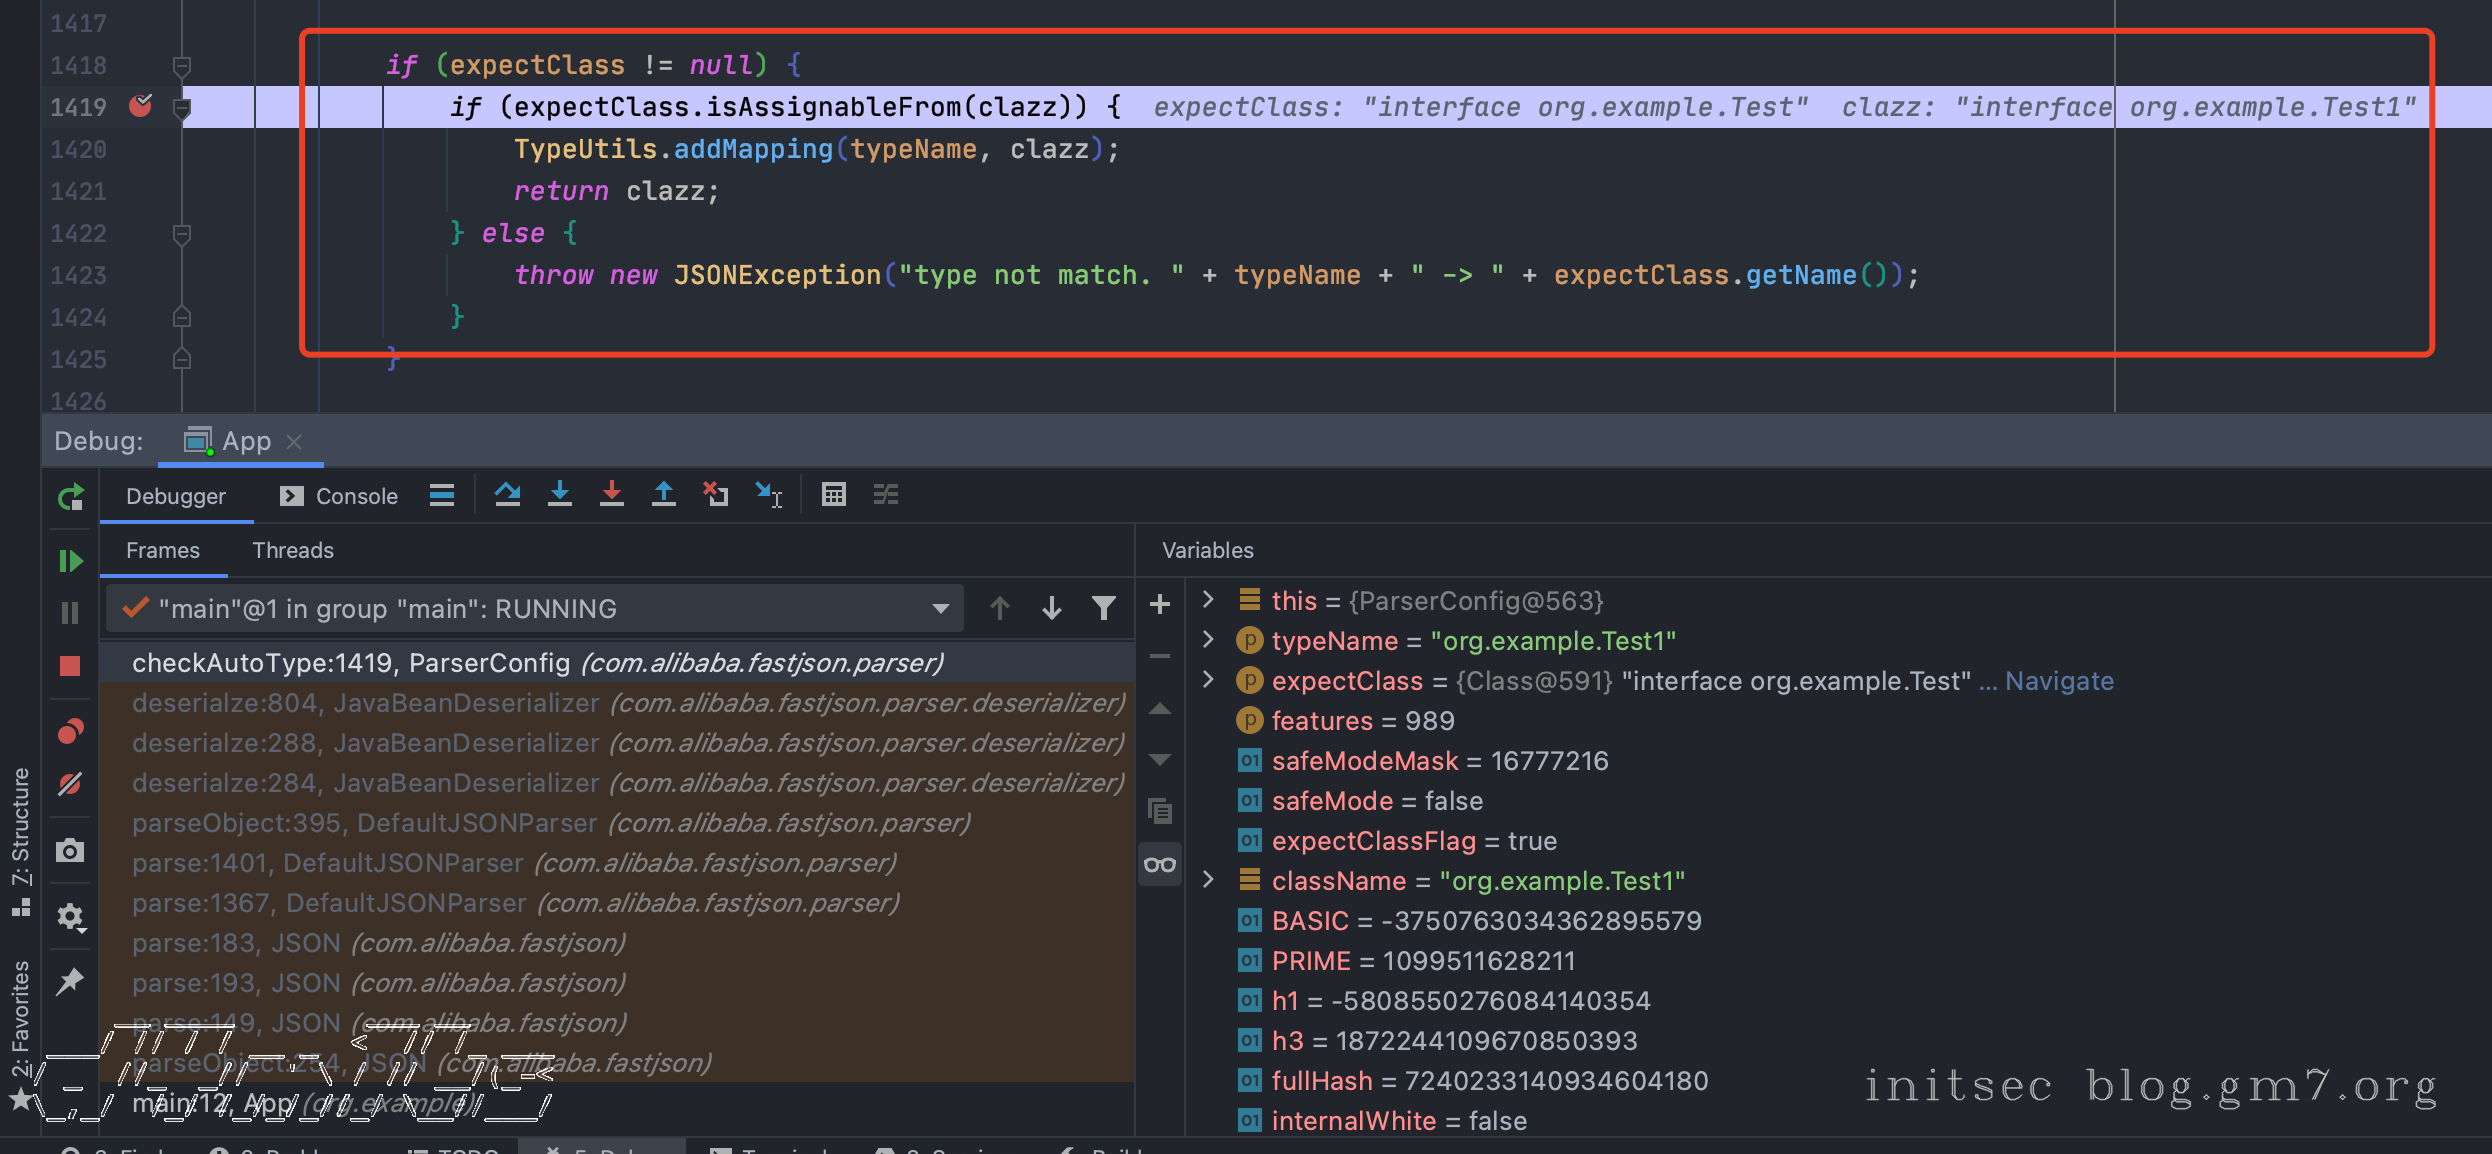 1417
1418 if (expectClass != null) {
1419 if (expectClass.isAssignableFrom(clazz)) { expectClass: "interface org.example.Test" clazz: "interface org.example.Test1"
1420 TypeUtils.addMapping(typeName, clazz);
1421 return clazz;
1422 } else {
1423 throw new JSONException("type not match. " + typeName + " -> " + expectClass.getName());
1424 }
1425 }
1426
Debug: App
Debugger Console
Frames Threads
Variables
"main"@1 in group "main": RUNNING
checkAutoType:1419, ParserConfig (com.alibaba.fastjson.parser)
deserialze:804, JavaBeanDeserializer (com.alibaba.fastjson.parser.deserializer)
deserialze:288, JavaBeanDeserializer (com.alibaba.fastjson.parser.deserializer)
deserialze:284, JavaBeanDeserializer (com.alibaba.fastjson.parser.deserializer)
parseObject:395, DefaultJSONParser (com.alibaba.fastjson.parser)
parse:1401, DefaultJSONParser (com.alibaba.fastjson.parser)
parse:1367, DefaultJSONParser (com.alibaba.fastjson.parser)
parse:183, JSON (com.alibaba.fastjson)
parse:193, JSON (com.alibaba.fastjson)
parse:149, JSON (com.alibaba.fastjson)
parseObject:254, JSON (com.alibaba.fastjson)
main:12, App (org.example)
this = {ParserConfig@563}
typeName = "org.example.Test1"
expectClass = {Class@591} "interface org.example.Test" ... Navigate
features = 989
safeModeMask = 16777216
safeMode = false
expectClassFlag = true
className = "org.example.Test1"
BASIC = -3750763034362895579
PRIME = 1099511628211
h1 = -5808550276084140354
h3 = 1872244109670850393
fullHash = 7240233140934604180
internalWhite = false
7: Structure
2: Favorites
initsec blog.gm7.org